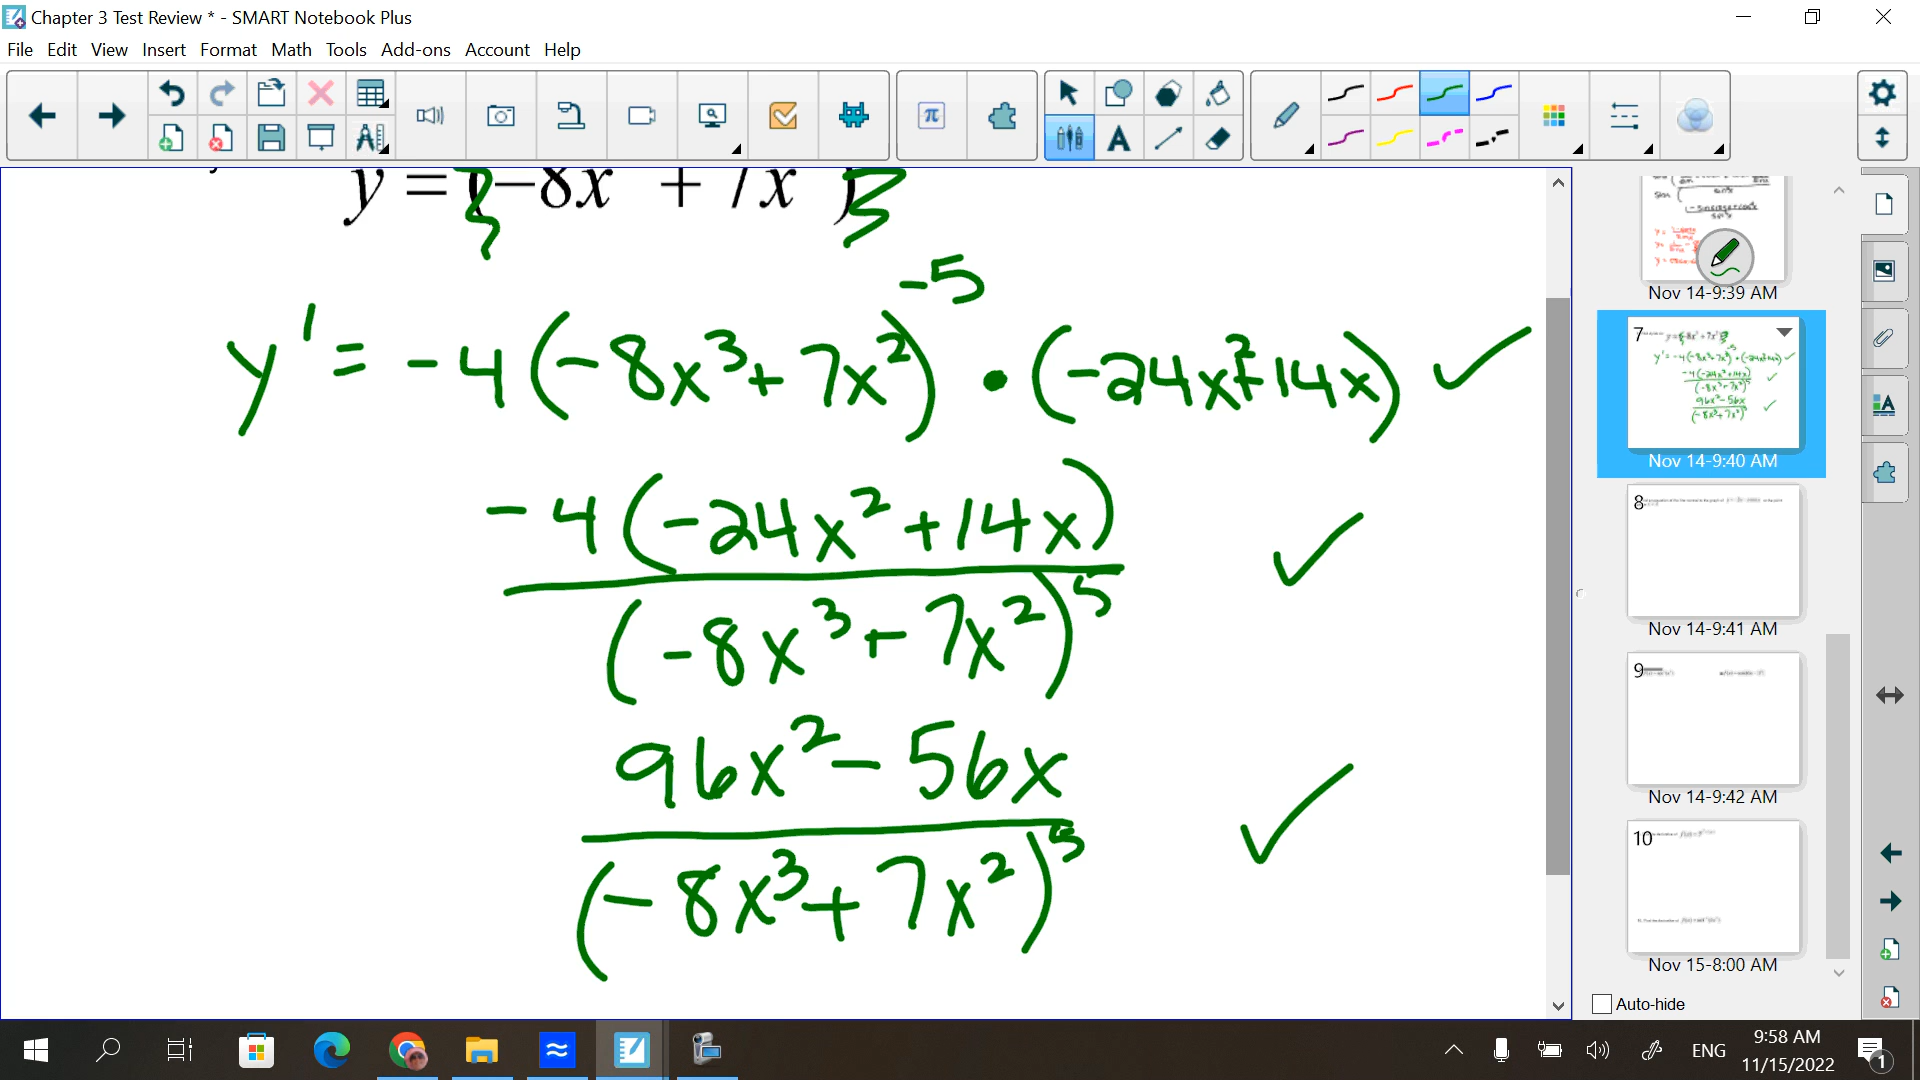 Chapter 3 Test Review * - SMART Notebook Plus
File Edit View Insert Format Math Tools Add-ons Account Help
π
A
y = (-8x + 7x )
y' = -4(-8x³+7x²)⁻⁵ • (-24x²+14x) ✓
-4(-24x²+14x) ✓
(-8x³+7x²)⁵
96x²-56x ✓
(-8x³+7x²)⁵
Nov 14-9:39 AM
7
Nov 14-9:40 AM
8
Nov 14-9:41 AM
9
Nov 14-9:42 AM
10
Nov 15-8:00 AM
Auto-hide
ENG
9:58 AM
11/15/2022
1